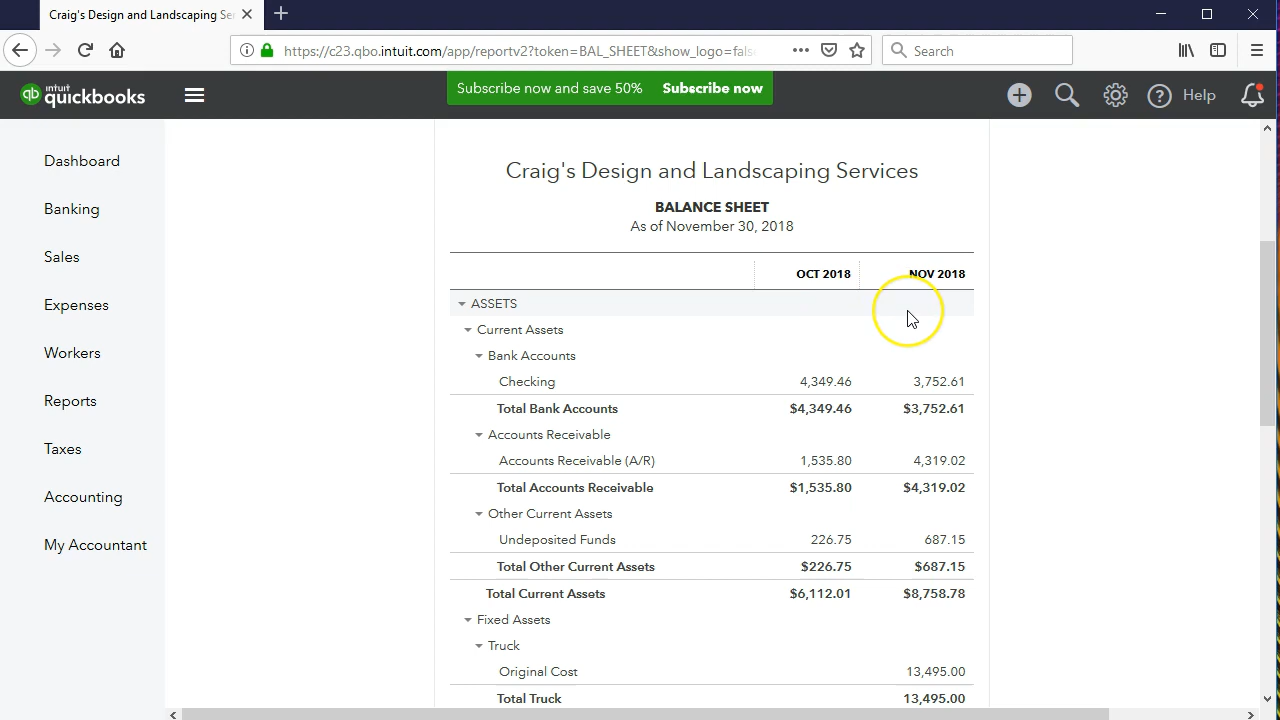 Craig's Design and Landscaping Se
https://c23.qbo.intuit.com/app/reportv2?token=BAL_SHEET&show_logo=fals
Search
intuit quickbooks
qb
Subscribe now and save 50% Subscribe now
Help
Dashboard
Banking
Sales
Expenses
Workers
Reports
Taxes
Accounting
My Accountant
Craig's Design and Landscaping Services
BALANCE SHEET
As of November 30, 2018
OCT 2018 NOV 2018
ASSETS
Current Assets
Bank Accounts
Checking 4,349.46 3,752.61
Total Bank Accounts $4,349.46 $3,752.61
Accounts Receivable
Accounts Receivable (A/R) 1,535.80 4,319.02
Total Accounts Receivable $1,535.80 $4,319.02
Other Current Assets
Undeposited Funds 226.75 687.15
Total Other Current Assets $226.75 $687.15
Total Current Assets $6,112.01 $8,758.78
Fixed Assets
Truck
Original Cost 13,495.00
Total Truck 13,495.00